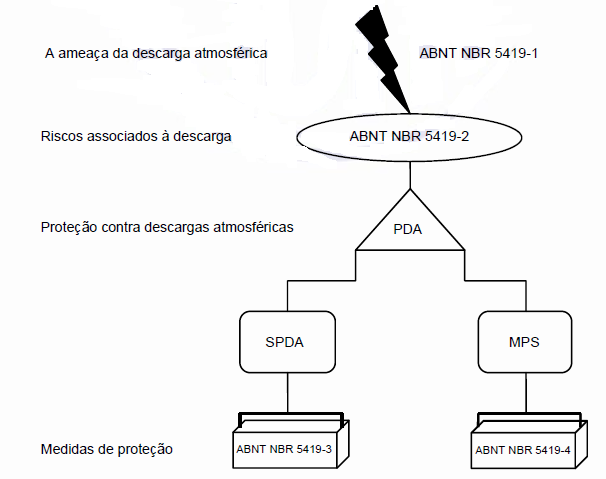 A ameaça da descarga atmosférica
ABNT NBR 5419-1
Riscos associados à descarga
ABNT NBR 5419-2
Proteção contra descargas atmosféricas
PDA
SPDA
MPS
Medidas de proteção
ABNT NBR 5419-3
ABNT NBR 5419-4